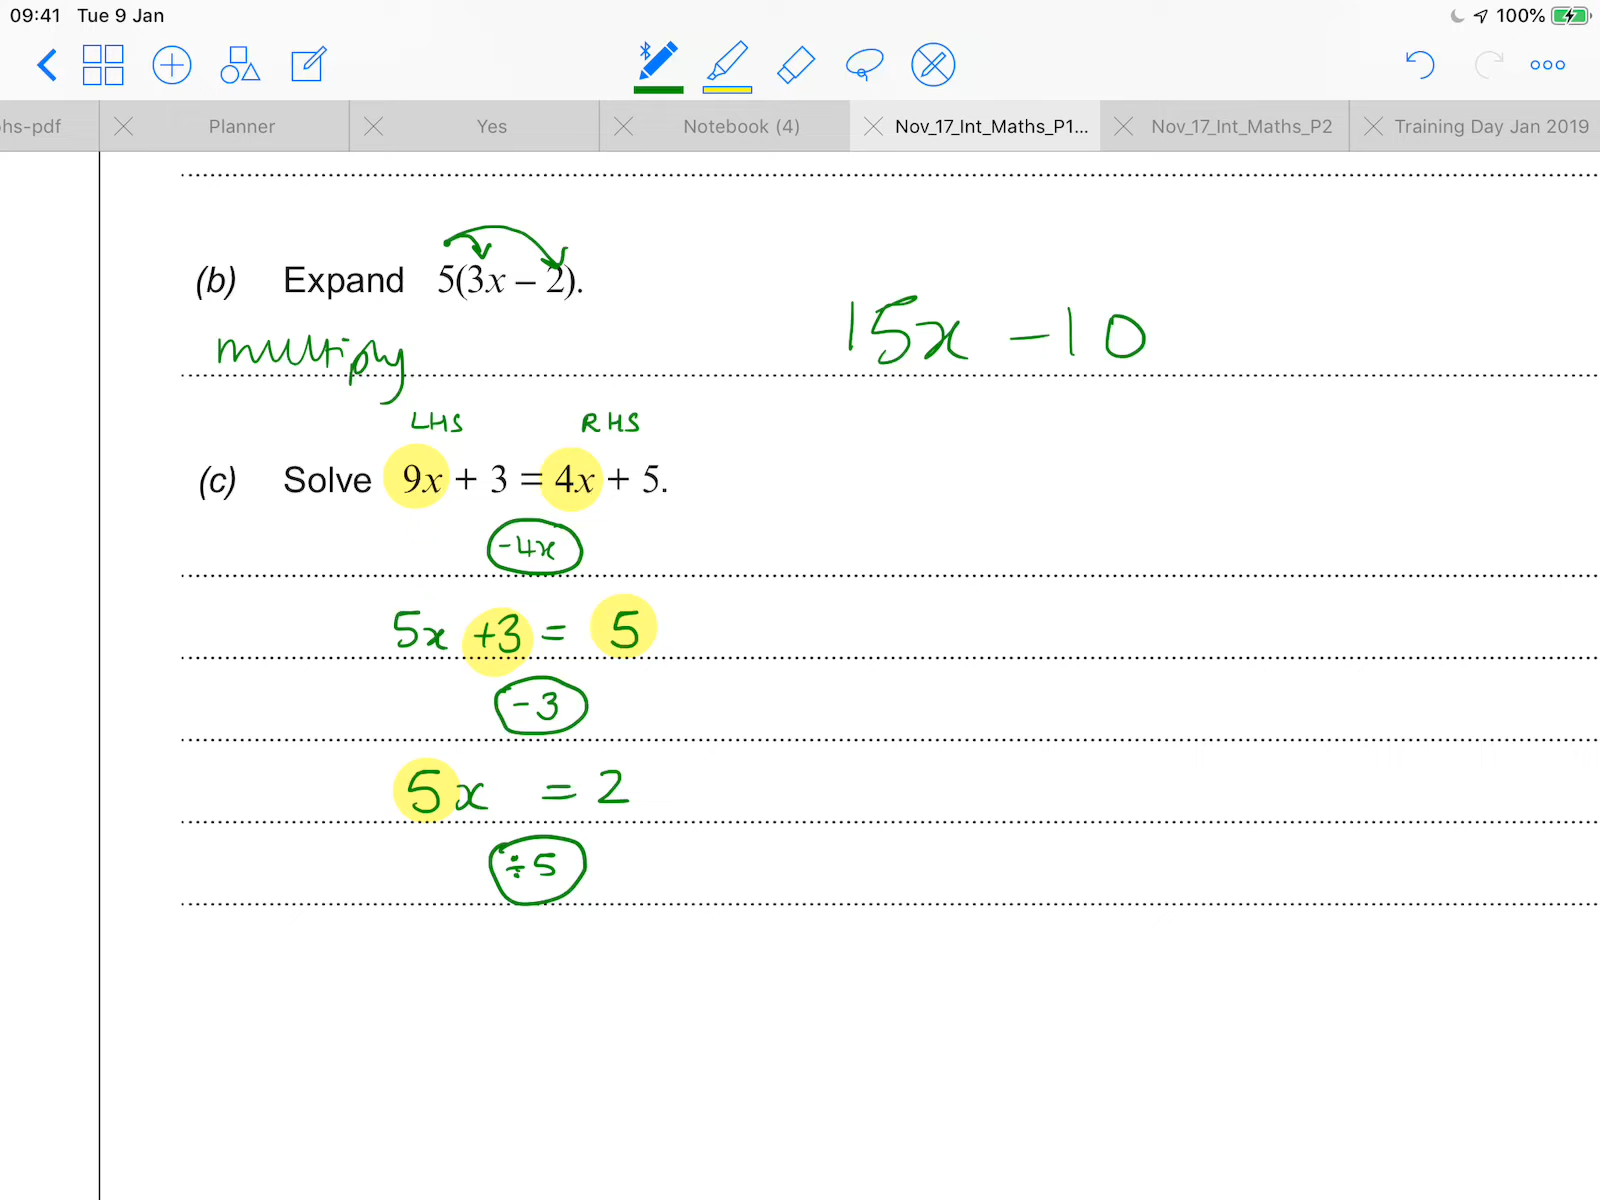 09:41 Tue 9 Jan 100%
hs-pdf Planner Yes Notebook (4) Nov_17_Int_Maths_P1... Nov_17_Int_Maths_P2 Training Day Jan 2019
(b) Expand 5(3x – 2).
multiply 15x -10
LHS RHS
(c) Solve 9x + 3 = 4x + 5.
-4x
5x +3 = 5
-3
5x = 2
÷5